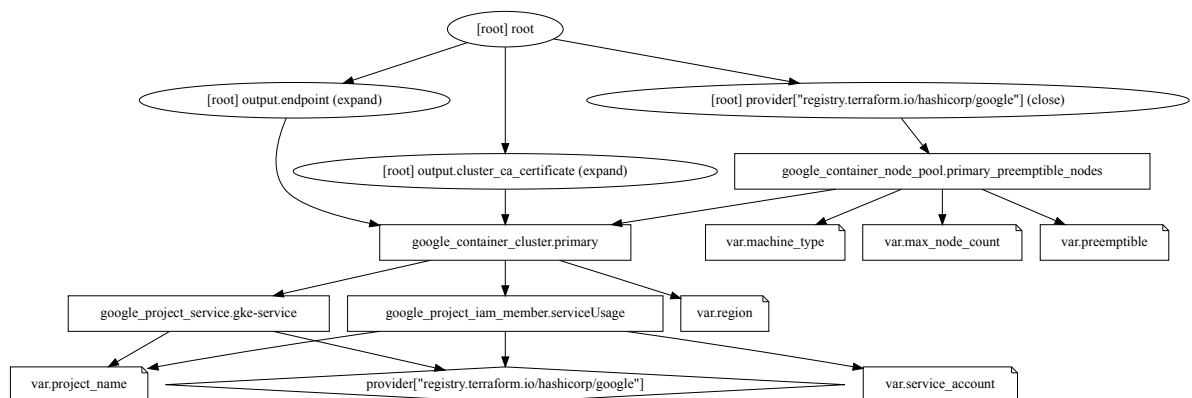 [root] root
[root] output.endpoint (expand)
[root] provider["registry.terraform.io/hashicorp/google"] (close)
[root] output.cluster_ca_certificate (expand)
google_container_node_pool.primary_preemptible_nodes
google_container_cluster.primary
var.machine_type
var.max_node_count
var.preemptible
google_project_service.gke-service
google_project_iam_member.serviceUsage
var.region
var.project_name
provider["registry.terraform.io/hashicorp/google"]
var.service_account